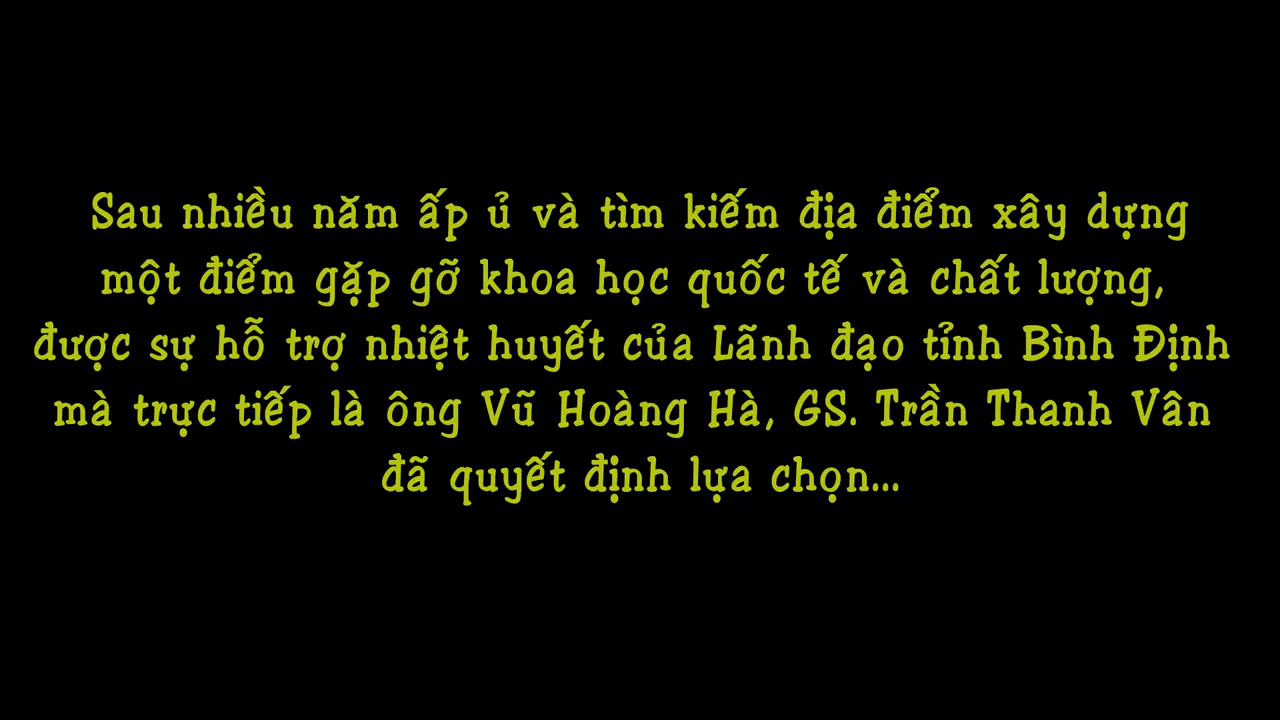 Sau nhiều năm ấp ủ và tìm kiếm địa điểm xây dựng
một điểm gặp gỡ khoa học quốc tế và chất lượng,
được sự hỗ trợ nhiệt huyết của Lãnh đạo tỉnh Bình Định
mà trực tiếp là ông Vũ Hoàng Hà, GS. Trần Thanh Vân
đã quyết định lựa chọn...